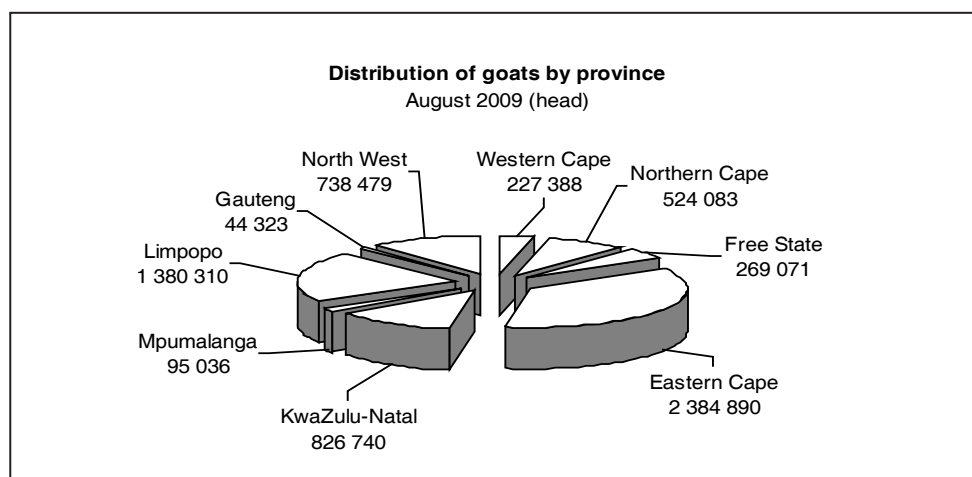 Distribution of goats by province
August 2009 (head)
North West
738 479
Western Cape
227 388
Northern Cape
524 083
Gauteng
44 323
Free State
269 071
Limpopo
1 380 310
Mpumalanga
95 036
Eastern Cape
2 384 890
KwaZulu-Natal
826 740